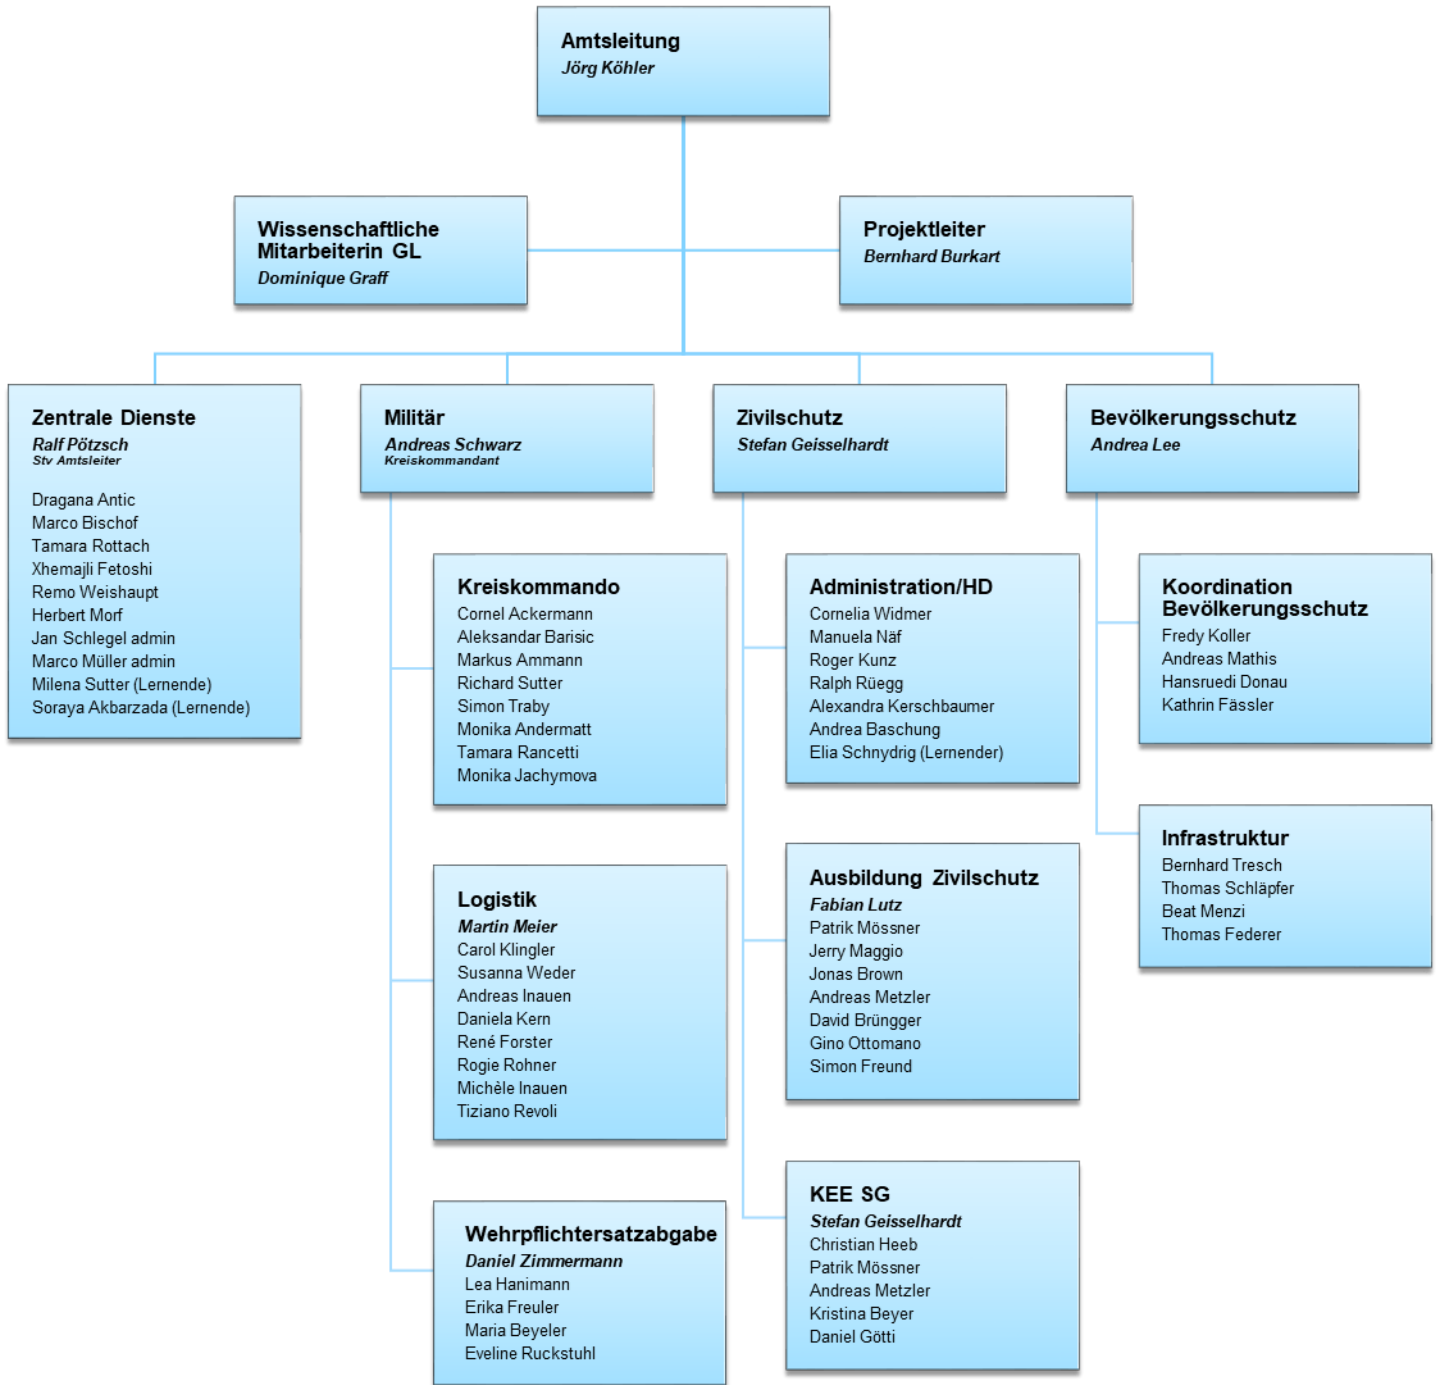 Amtsleitung
Jörg Köhler
Wissenschaftliche
Mitarbeiterin GL
Dominique Graff
Projektleiter
Bernhard Burkart
Zentrale Dienste
Ralf Pötzsch
Stv Amtsleiter
Dragana Antic
Marco Bischof
Tamara Rottach
Xhemajli Fetoshi
Remo Weishaupt
Herbert Morf
Jan Schlegel admin
Marco Müller admin
Milena Sutter (Lernende)
Soraya Akbarzada (Lernende)
Militär
Andreas Schwarz
Kreiskommandant
Kreiskommando
Cornel Ackermann
Aleksandar Barisic
Markus Ammann
Richard Sutter
Simon Traby
Monika Andermatt
Tamara Rancetti
Monika Jachymova
Logistik
Martin Meier
Carol Klingler
Susanna Weder
Andreas Inauen
Daniela Kern
René Forster
Rogie Rohner
Michèle Inauen
Tiziano Revoli
Wehrpflichtersatzabgabe
Daniel Zimmermann
Lea Hanimann
Erika Freuler
Maria Beyeler
Eveline Ruckstuhl
Zivilschutz
Stefan Geisselhardt
Administration/HD
Cornelia Widmer
Manuela Näf
Roger Kunz
Ralph Rüegg
Alexandra Kerschbaumer
Andrea Baschung
Elia Schnydrig (Lernender)
Ausbildung Zivilschutz
Fabian Lutz
Patrik Mössner
Jerry Maggio
Jonas Brown
Andreas Metzler
David Brüngger
Gino Ottomano
Simon Freund
KEE SG
Stefan Geisselhardt
Christian Heeb
Patrik Mössner
Andreas Metzler
Kristina Beyer
Daniel Götti
Bevölkerungsschutz
Andrea Lee
Koordination
Bevölkerungsschutz
Fredy Koller
Andreas Mathis
Hansruedi Donau
Kathrin Fässler
Infrastruktur
Bernhard Tresch
Thomas Schläpfer
Beat Menzi
Thomas Federer